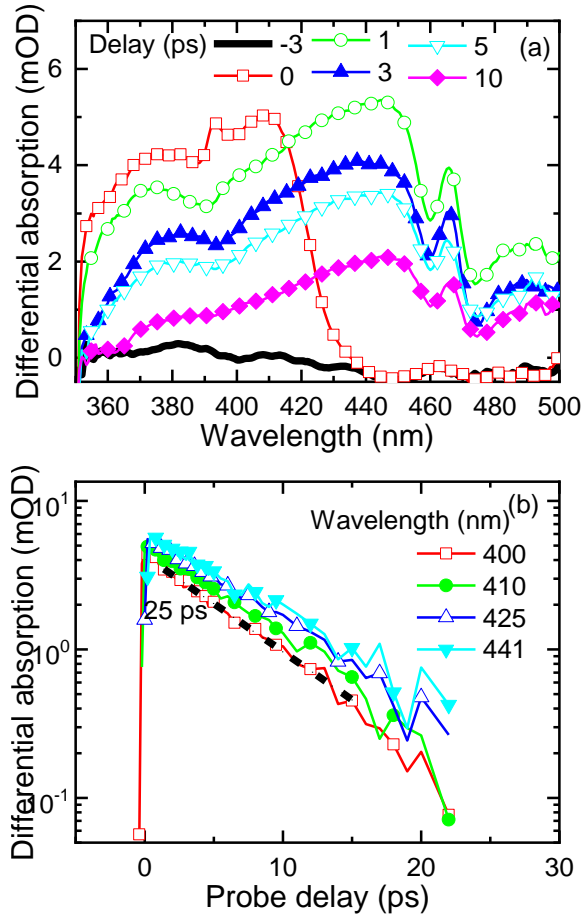 Delay (ps) -3 1 5 (a)
0 3 10
Differential absorption (mOD)
6
4
2
0
360 380 400 420 440 460 480 500
Wavelength (nm)
(b)
Wavelength (nm)
400
410
425
441
25 ps
Differential absorption (mOD)
10^1
10^0
10^-1
0 10 20 30
Probe delay (ps)